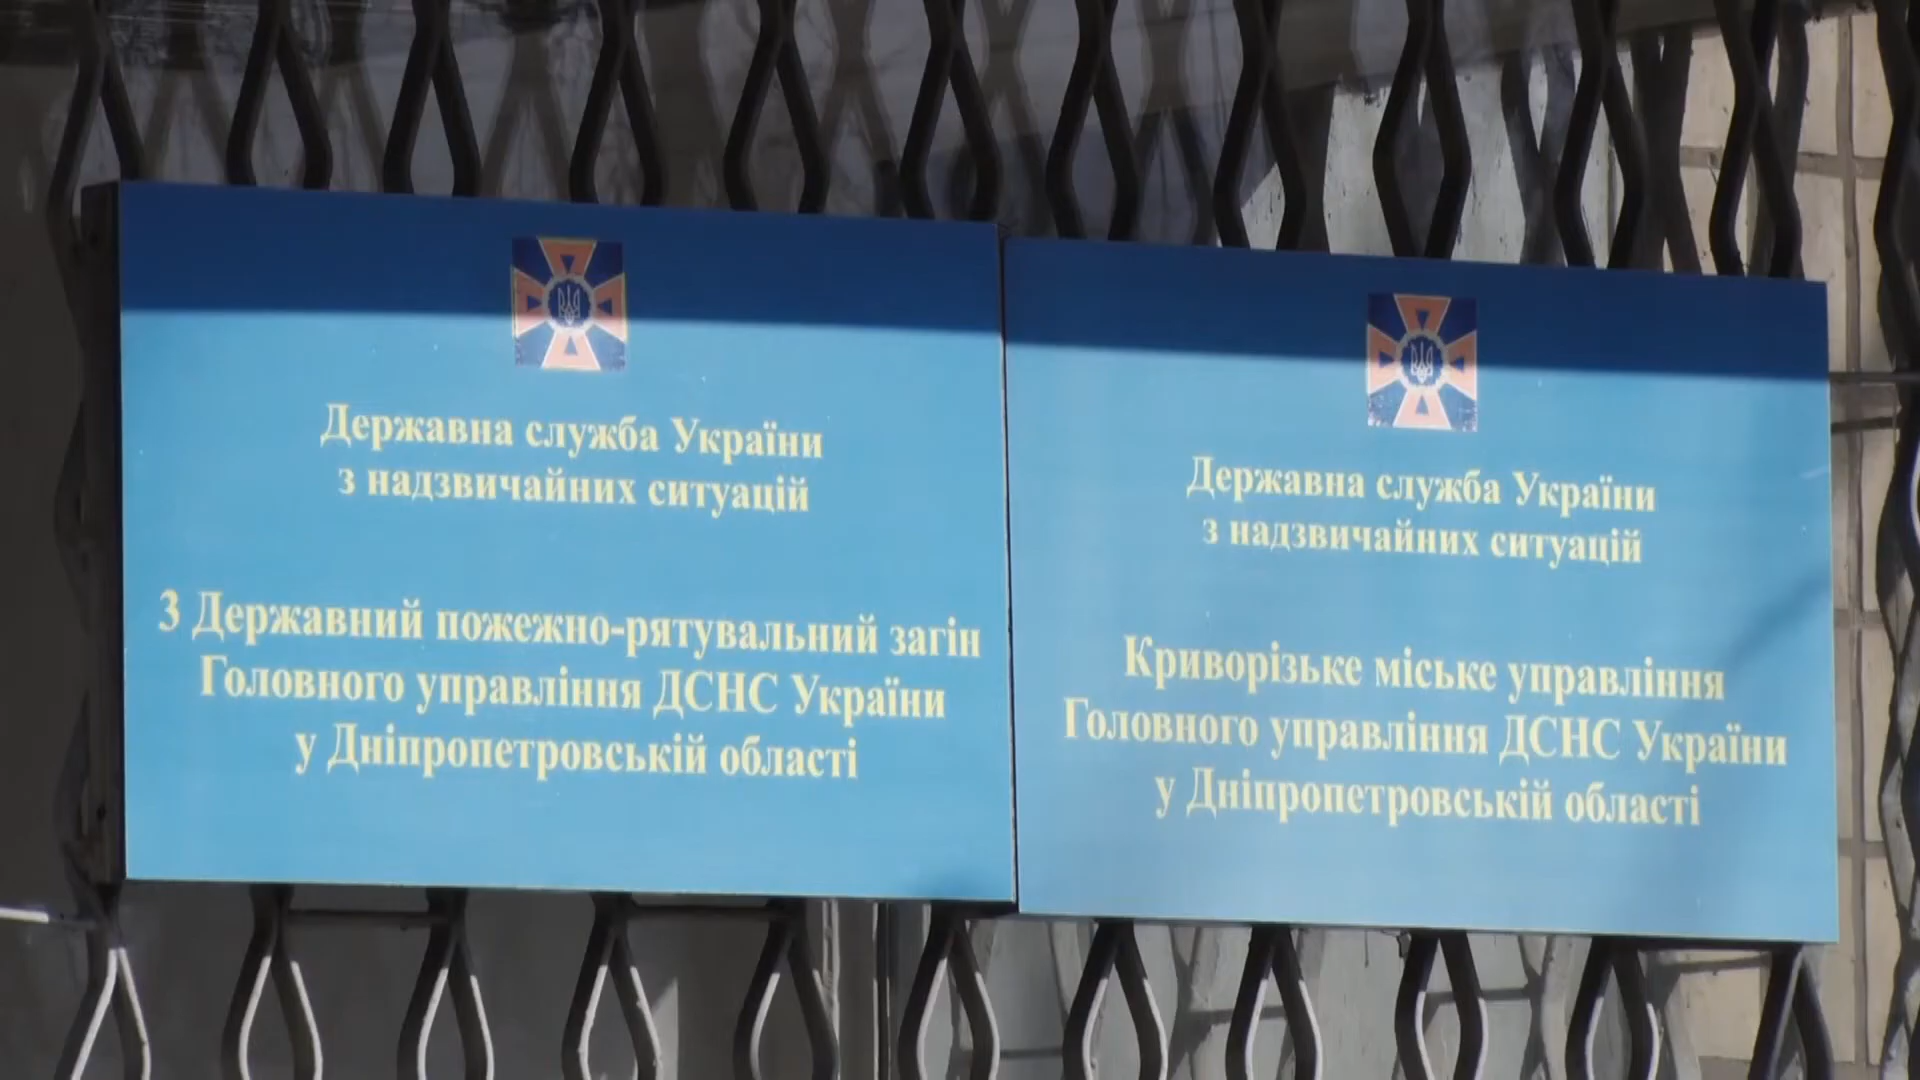 Державна служба України
з надзвичайних ситуацій
3 Державний пожежно-рятувальний загін
Головного управління ДСНС України
у Дніпропетровській області
Державна служба України
з надзвичайних ситуацій
Криворізьке міське управління
Головного управління ДСНС України
у Дніпропетровській області